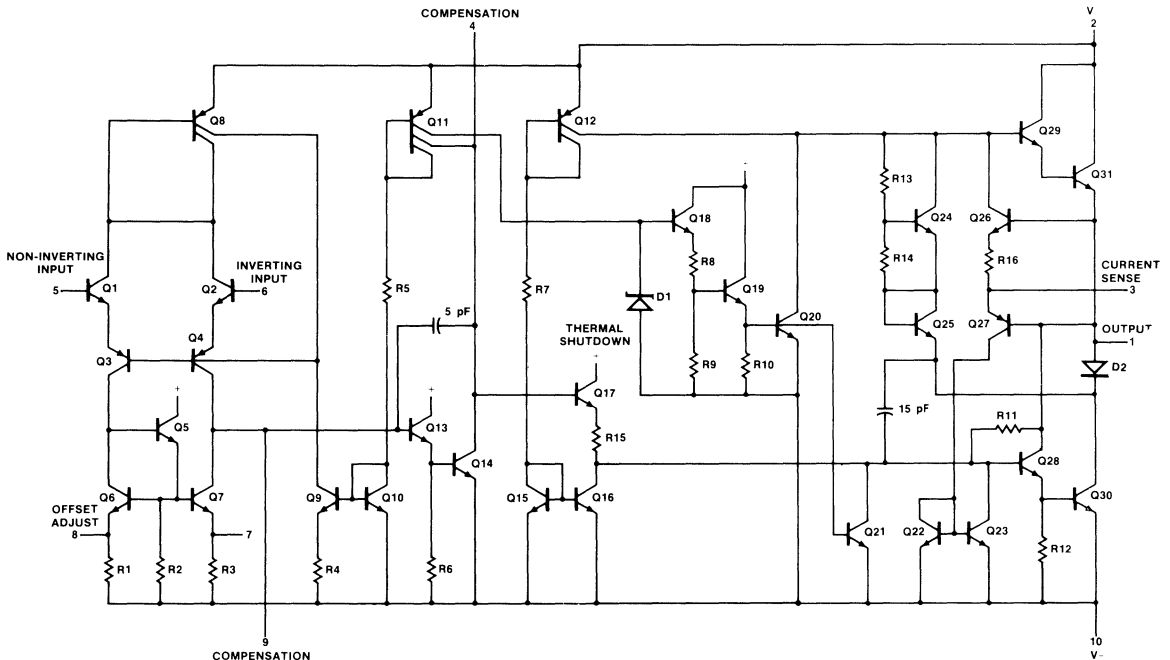 COMPENSATION
4
V
2
Q8
Q11
Q12
Q29
Q31
R13
Q24
Q26
Q18
NON-INVERTING
INPUT
5
Q1
Q2
INVERTING
INPUT
6
R5
R7
R8
R14
R16
CURRENT
SENSE
3
D1
Q19
Q20
Q25
Q27
OUTPUT
1
5 pF
THERMAL
SHUTDOWN
+
Q3
Q4
R9
R10
D2
+
Q5
+
Q13
Q17
15 pF
R11
R15
Q14
Q28
Q6
Q7
Q9
Q10
Q15
Q16
Q21
Q22
Q23
Q30
OFFSET
ADJUST
8
7
R1
R2
R3
R4
R6
R12
9
COMPENSATION
10
V-